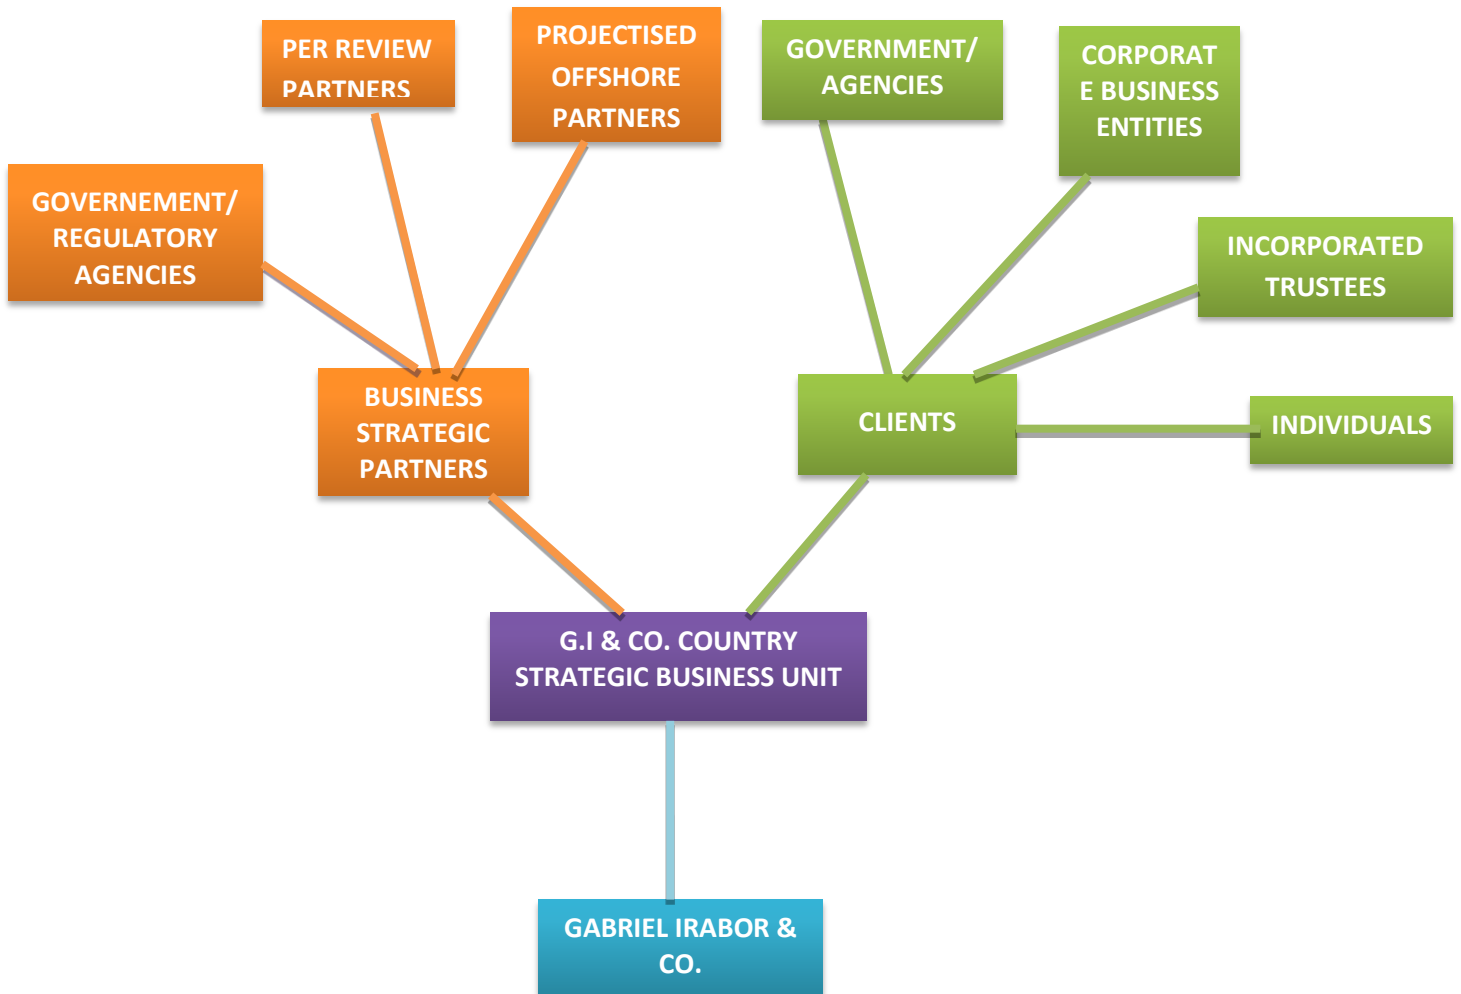 PER REVIEW
PARTNERS
PROJECTISED
OFFSHORE
PARTNERS
GOVERNMENT/
AGENCIES
CORPORAT
E BUSINESS
ENTITIES
GOVERNEMENT/
REGULATORY
AGENCIES
INCORPORATED
TRUSTEES
BUSINESS
STRATEGIC
PARTNERS
CLIENTS
INDIVIDUALS
G.I & CO. COUNTRY
STRATEGIC BUSINESS UNIT
GABRIEL IRABOR &
CO.